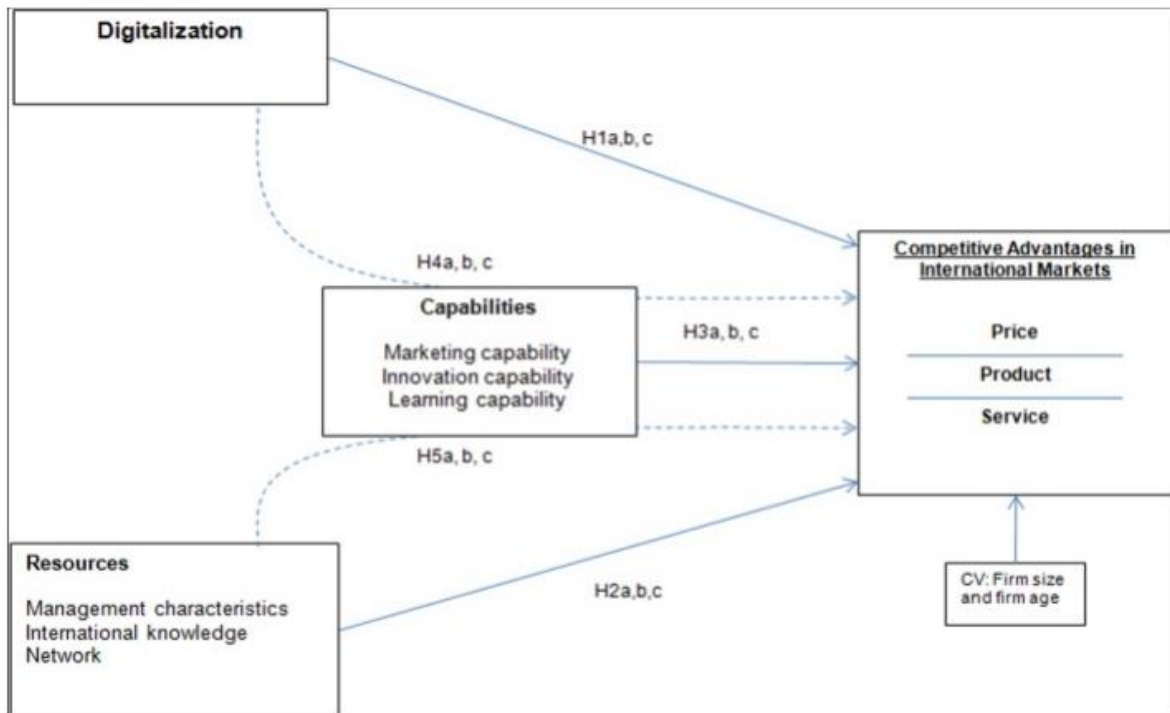 Digitalization
H1a,b, c
H4a, b, c
Capabilities
Marketing capability
Innovation capability
Learning capability
H3a, b, c
Competitive Advantages in
International Markets
Price
Product
Service
H5a, b, c
Resources
Management characteristics
International knowledge
Network
H2a,b,c
CV: Firm size
and firm age